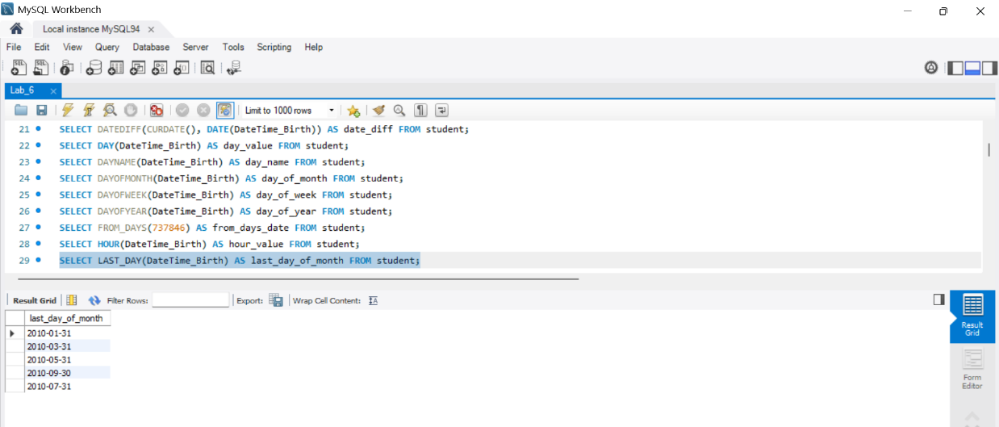 MySQL Workbench
Local instance MySQL94
File Edit View Query Database Server Tools Scripting Help
Lab_6
Limit to 1000 rows
21 SELECT DATEDIFF(CURDATE(), DATE(DateTime_Birth)) AS date_diff FROM student;
22 SELECT DAY(DateTime_Birth) AS day_value FROM student;
23 SELECT DAYNAME(DateTime_Birth) AS day_name FROM student;
24 SELECT DAYOFMONTH(DateTime_Birth) AS day_of_month FROM student;
25 SELECT DAYOFWEEK(DateTime_Birth) AS day_of_week FROM student;
26 SELECT DAYOFYEAR(DateTime_Birth) AS day_of_year FROM student;
27 SELECT FROM_DAYS(737846) AS from_days_date FROM student;
28 SELECT HOUR(DateTime_Birth) AS hour_value FROM student;
29 SELECT LAST_DAY(DateTime_Birth) AS last_day_of_month FROM student;
Result Grid Filter Rows: Export: Wrap Cell Content:
last_day_of_month
2010-01-31
2010-03-31
2010-05-31
2010-09-30
2010-07-31
Result
Grid
Form
Editor